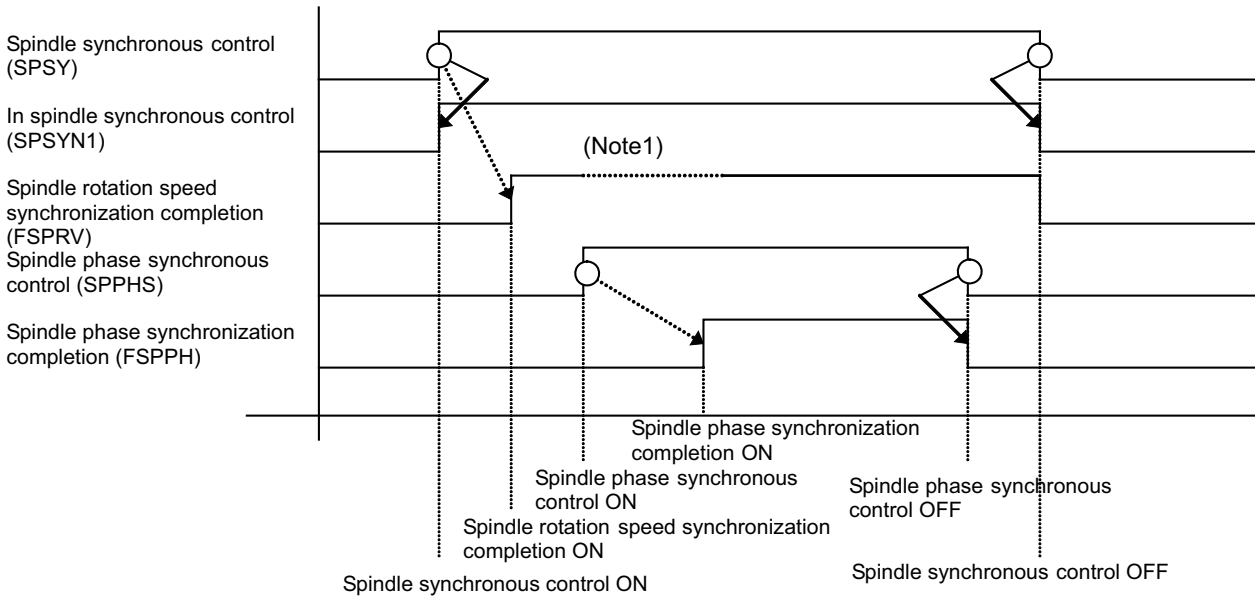 Spindle synchronous control
(SPSY)
In spindle synchronous control
(SPSYN1)
(Note1)
Spindle rotation speed
synchronization completion
(FSPRV)
Spindle phase synchronous
control (SPPHS)
Spindle phase synchronization
completion (FSPPH)
Spindle phase synchronization
completion ON
Spindle phase synchronous
control ON
Spindle phase synchronous
control OFF
Spindle rotation speed synchronization
completion ON
Spindle synchronous control OFF
Spindle synchronous control ON